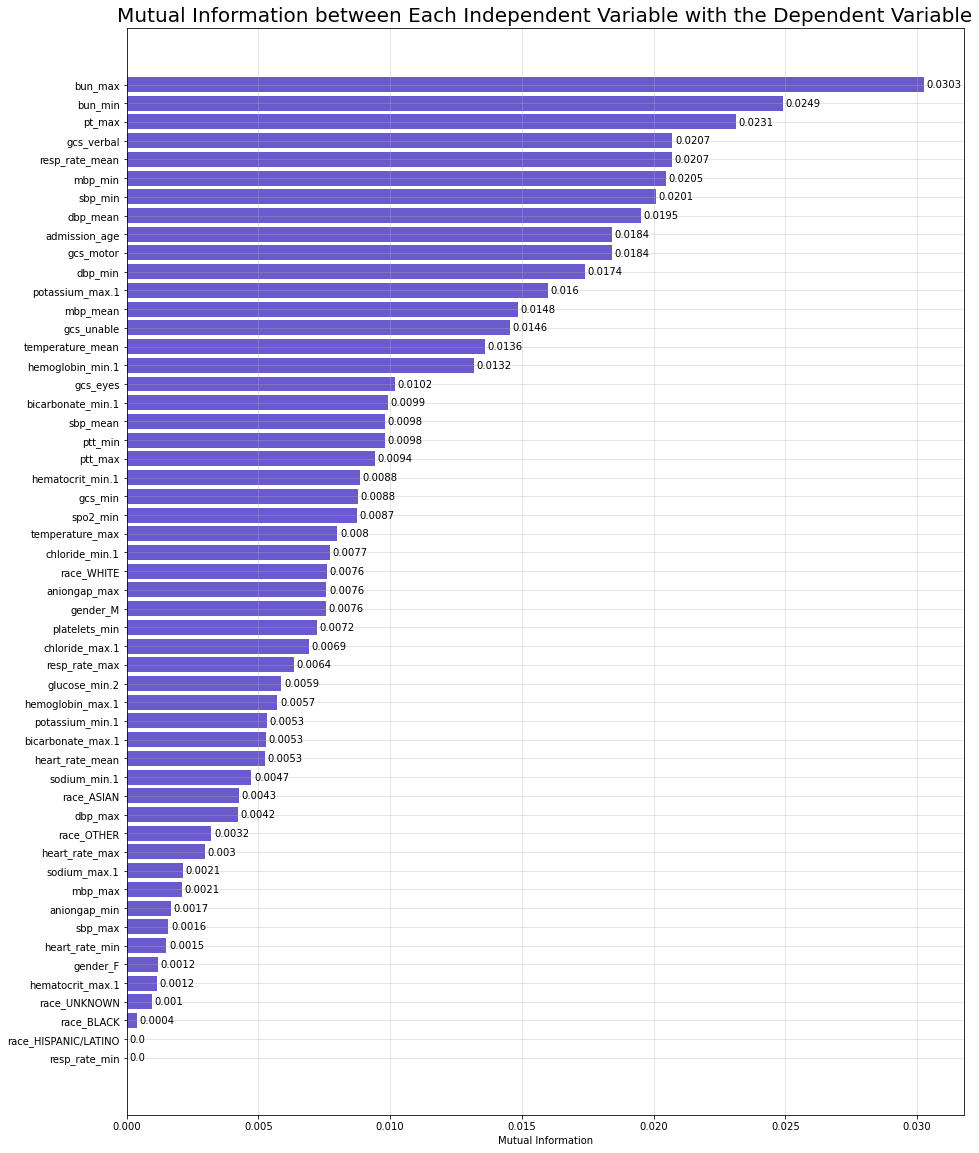 Mutual Information between Each Independent Variable with the Dependent Variable
bun_max 0.0303
bun_min 0.0249
pt_max 0.0231
gcs_verbal 0.0207
resp_rate_mean 0.0207
mbp_min 0.0205
sbp_min 0.0201
dbp_mean 0.0195
admission_age 0.0184
gcs_motor 0.0184
dbp_min 0.0174
potassium_max.1 0.016
mbp_mean 0.0148
gcs_unable 0.0146
temperature_mean 0.0136
hemoglobin_min.1 0.0132
gcs_eyes 0.0102
bicarbonate_min.1 0.0099
sbp_mean 0.0098
ptt_min 0.0098
ptt_max 0.0094
hematocrit_min.1 0.0088
gcs_min 0.0088
spo2_min 0.0087
temperature_max 0.008
chloride_min.1 0.0077
race_WHITE 0.0076
aniongap_max 0.0076
gender_M 0.0076
platelets_min 0.0072
chloride_max.1 0.0069
resp_rate_max 0.0064
glucose_min.2 0.0059
hemoglobin_max.1 0.0057
potassium_min.1 0.0053
bicarbonate_max.1 0.0053
heart_rate_mean 0.0053
sodium_min.1 0.0047
race_ASIAN 0.0043
dbp_max 0.0042
race_OTHER 0.0032
heart_rate_max 0.003
sodium_max.1 0.0021
mbp_max 0.0021
aniongap_min 0.0017
sbp_max 0.0016
heart_rate_min 0.0015
gender_F 0.0012
hematocrit_max.1 0.0012
race_UNKNOWN 0.001
race_BLACK 0.0004
race_HISPANIC/LATINO 0.0
resp_rate_min 0.0
0.000 0.005 0.010 0.015 0.020 0.025 0.030
Mutual Information